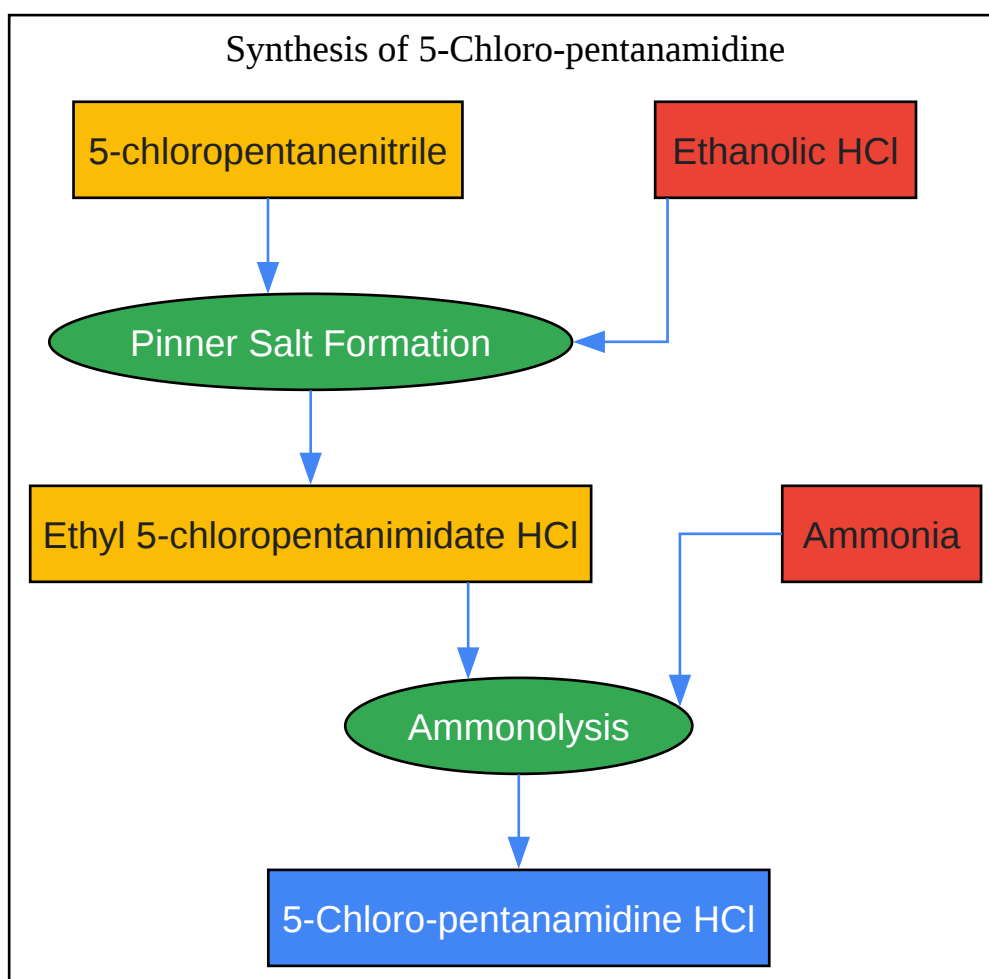 Synthesis of 5-Chloro-pentanamidine
5-chloropentanenitrile
Ethanolic HCl
Pinner Salt Formation
Ethyl 5-chloropentanimidate HCl
Ammonia
Ammonolysis
5-Chloro-pentanamidine HCl